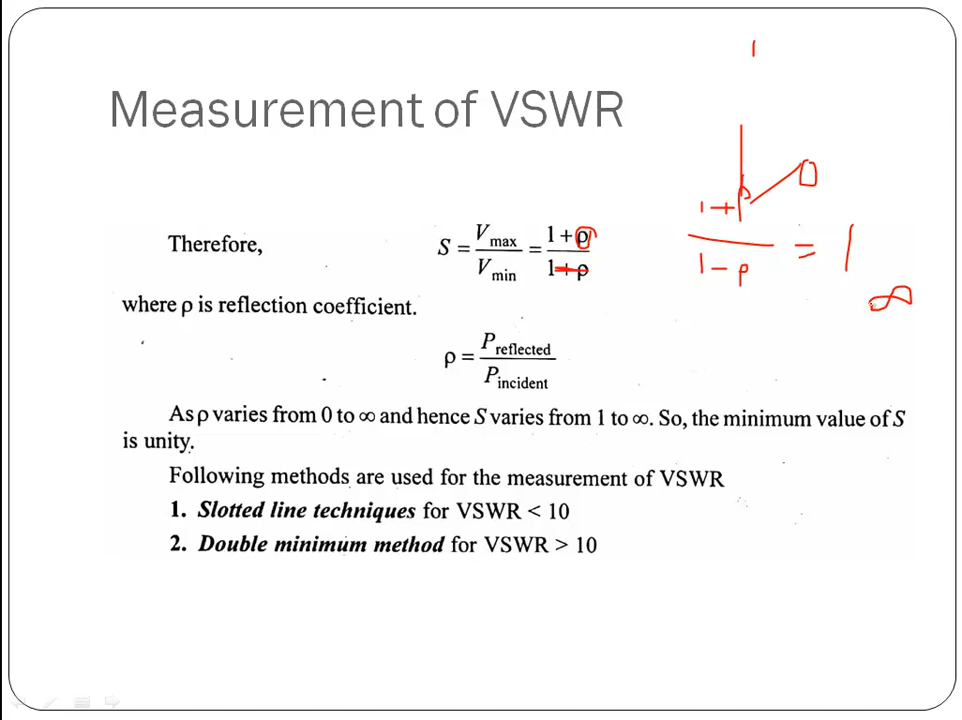 Measurement of VSWR
Therefore, S = Vmax / Vmin = 1 + ρ / 1 + ρ
where ρ is reflection coefficient.
ρ = Preflected / Pincident
As ρ varies from 0 to ∞ and hence S varies from 1 to ∞. So, the minimum value of S
is unity.
Following methods are used for the measurement of VSWR
1. Slotted line techniques for VSWR < 10
2. Double minimum method for VSWR > 10
1
0
1 + ρ / 1 - ρ = 1
∞